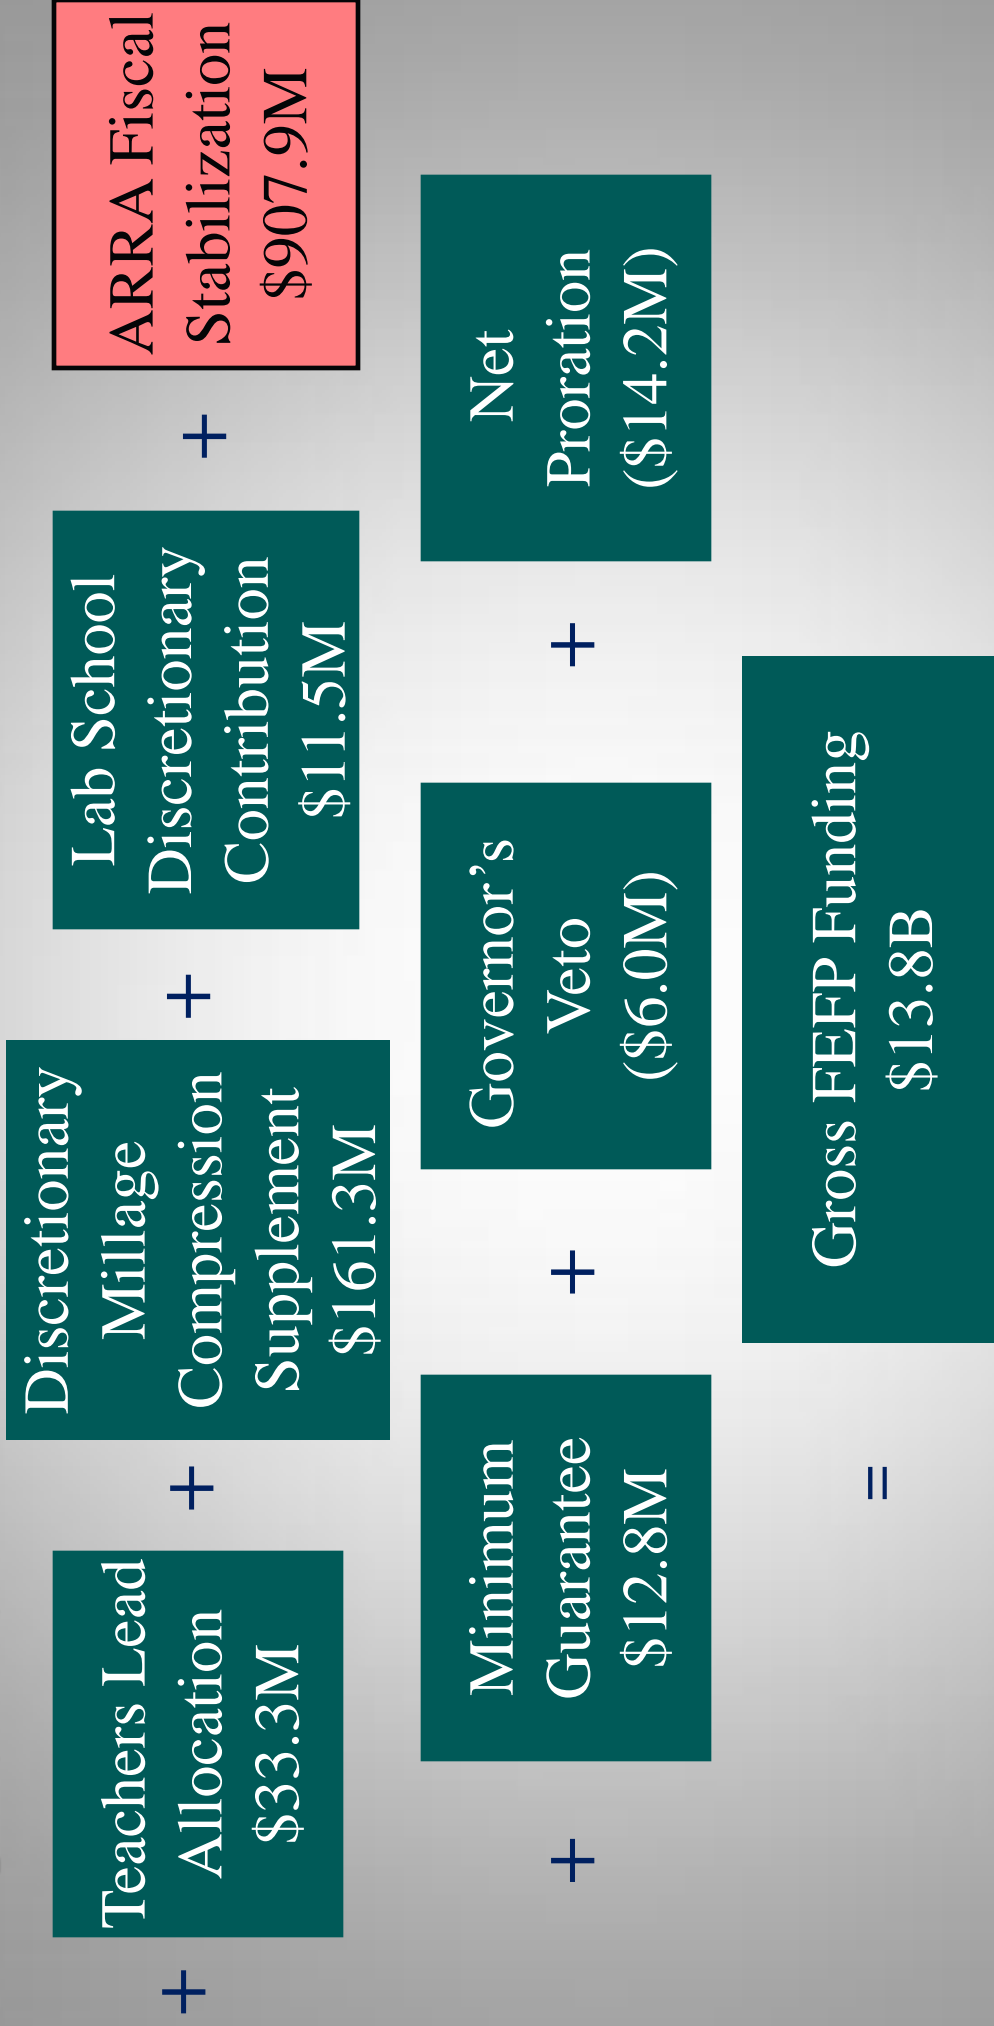 +
Teachers Lead
Allocation
$33.3M
+
Discretionary
Millage
Compression
Supplement
$161.3M
+
Lab School
Discretionary
Contribution
$11.5M
+
ARRA Fiscal
Stabilization
$907.9M
+
Minimum
Guarantee
$12.8M
+
Governor’s
Veto
($6.0M)
+
Net
Proration
($14.2M)
=
Gross FEFP Funding
$13.8B